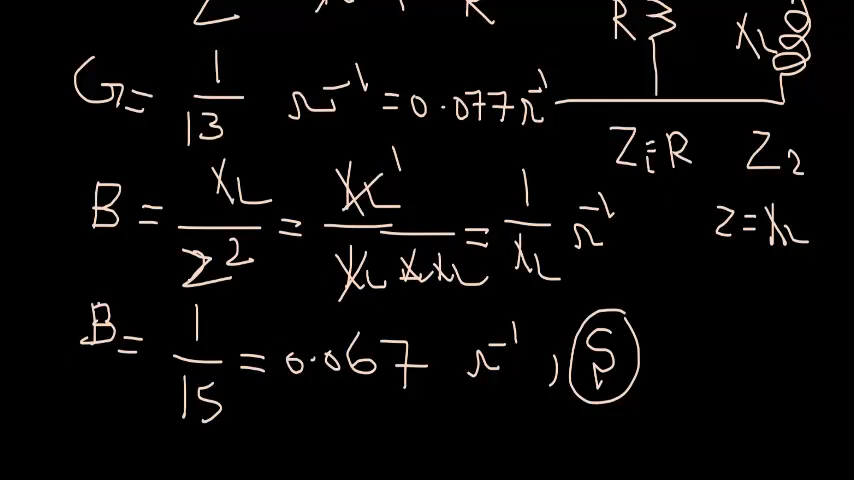 R
R
XL
G = 1/13 Ω⁻¹ = 0.077 Ω⁻¹
Z₁ = R Z₂
B = XL/Z² = XL/(XL × XL) = 1/XL Ω⁻¹
Z = XL
B = 1/15 = 0.067 Ω⁻¹, S